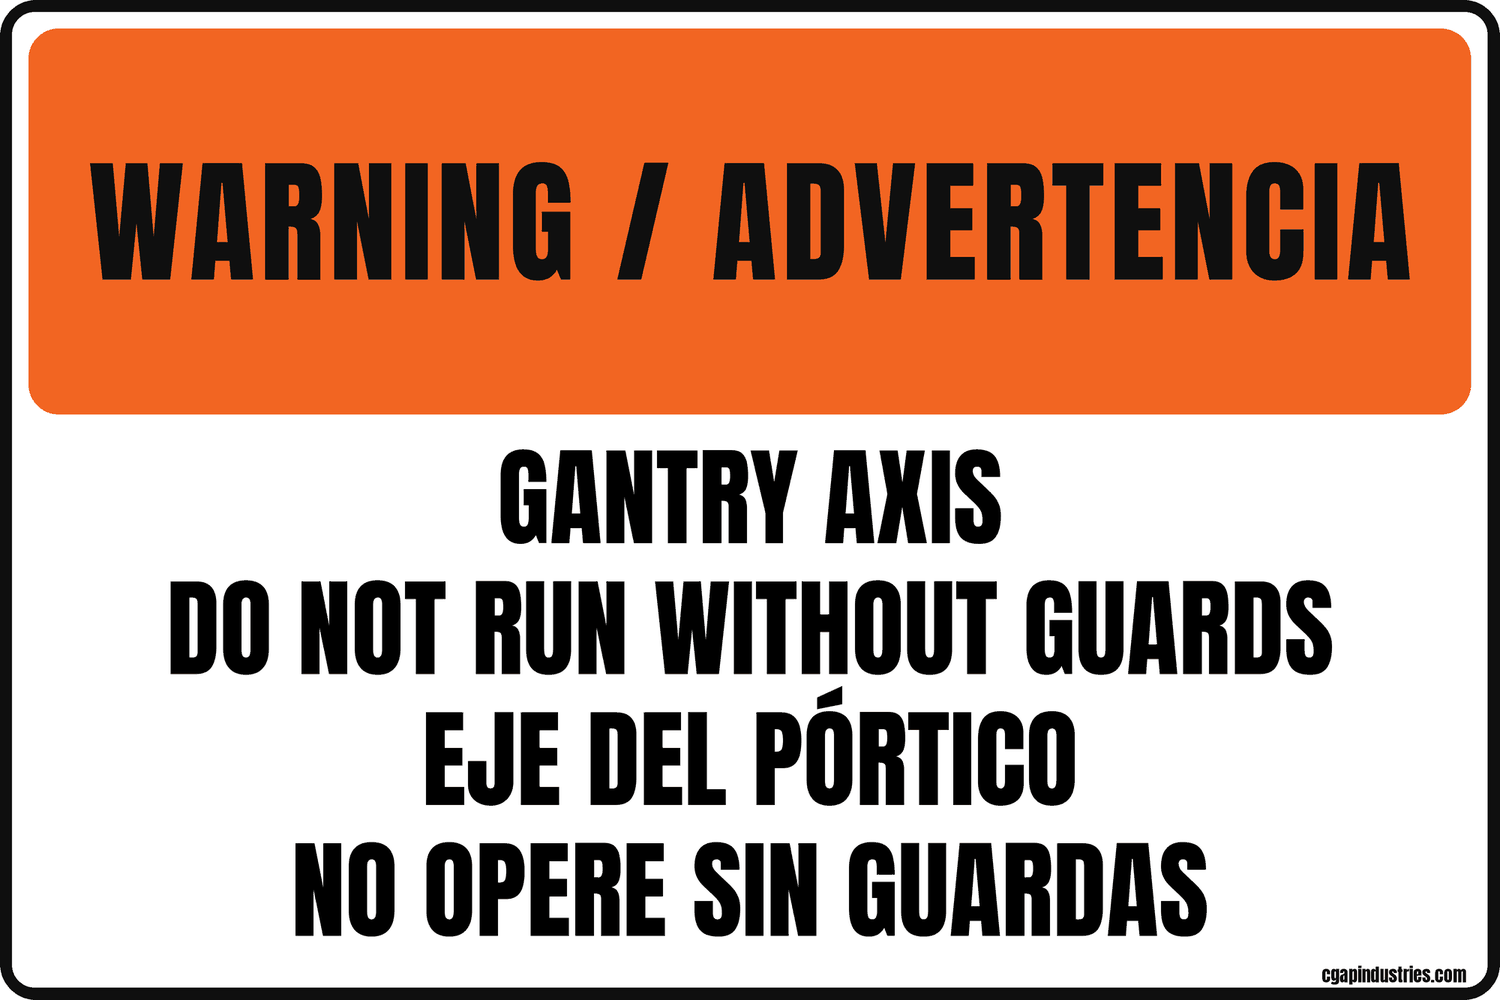 WARNING / ADVERTENCIA
GANTRY AXIS
DO NOT RUN WITHOUT GUARDS
EJE DEL PÓRTICO
NO OPERE SIN GUARDAS
cgapindustries.com